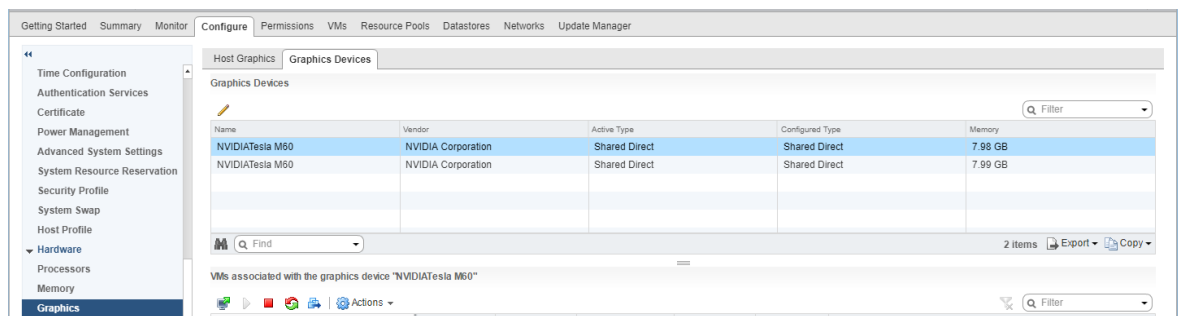 Getting Started Summary Monitor Configure Permissions VMs Resource Pools Datastores Networks Update Manager
Time Configuration
Authentication Services
Certificate
Power Management
Advanced System Settings
System Resource Reservation
Security Profile
System Swap
Host Profile
Hardware
Processors
Memory
Graphics
Host Graphics Graphics Devices
Graphics Devices
Filter
Name Vendor Active Type Configured Type Memory
NVIDIATesla M60 NVIDIA Corporation Shared Direct Shared Direct 7.98 GB
NVIDIATesla M60 NVIDIA Corporation Shared Direct Shared Direct 7.99 GB
Find 2 items Export Copy
VMs associated with the graphics device "NVIDIATesla M60"
Actions Filter